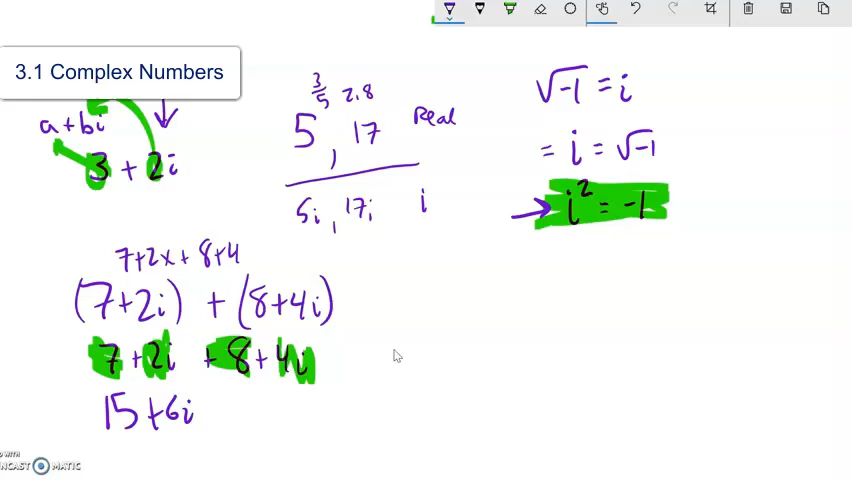 3.1 Complex Numbers
a + bi
3 + 2i
3/5 2.8
5, 17 Real
5i, 17i i
√-1 = i
= i = √-1
→ i² = -1
7+2x + 8+4
(7+2i) + (8+4i)
7 + 2i + 8 + 4i
15 + 6i
MATIC